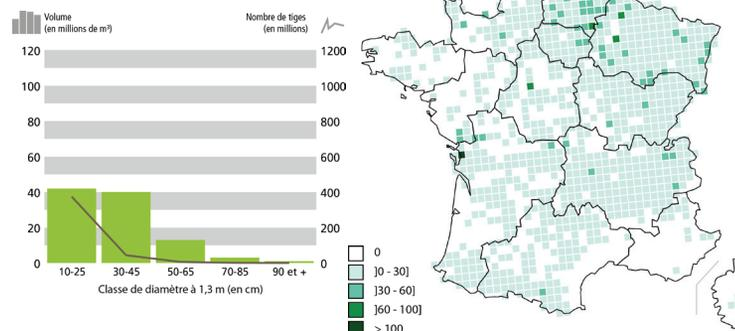 Volume
(en millions de m³)
Nombre de tiges
(en millions)
120 1200
100 1000
80 800
60 600
40 400
20 200
0 0
10-25 30-45 50-65 70-85 90 et +
Classe de diamètre à 1,3 m (en cm)
0
]0 - 30]
]30 - 60]
]60 - 100]
> 100